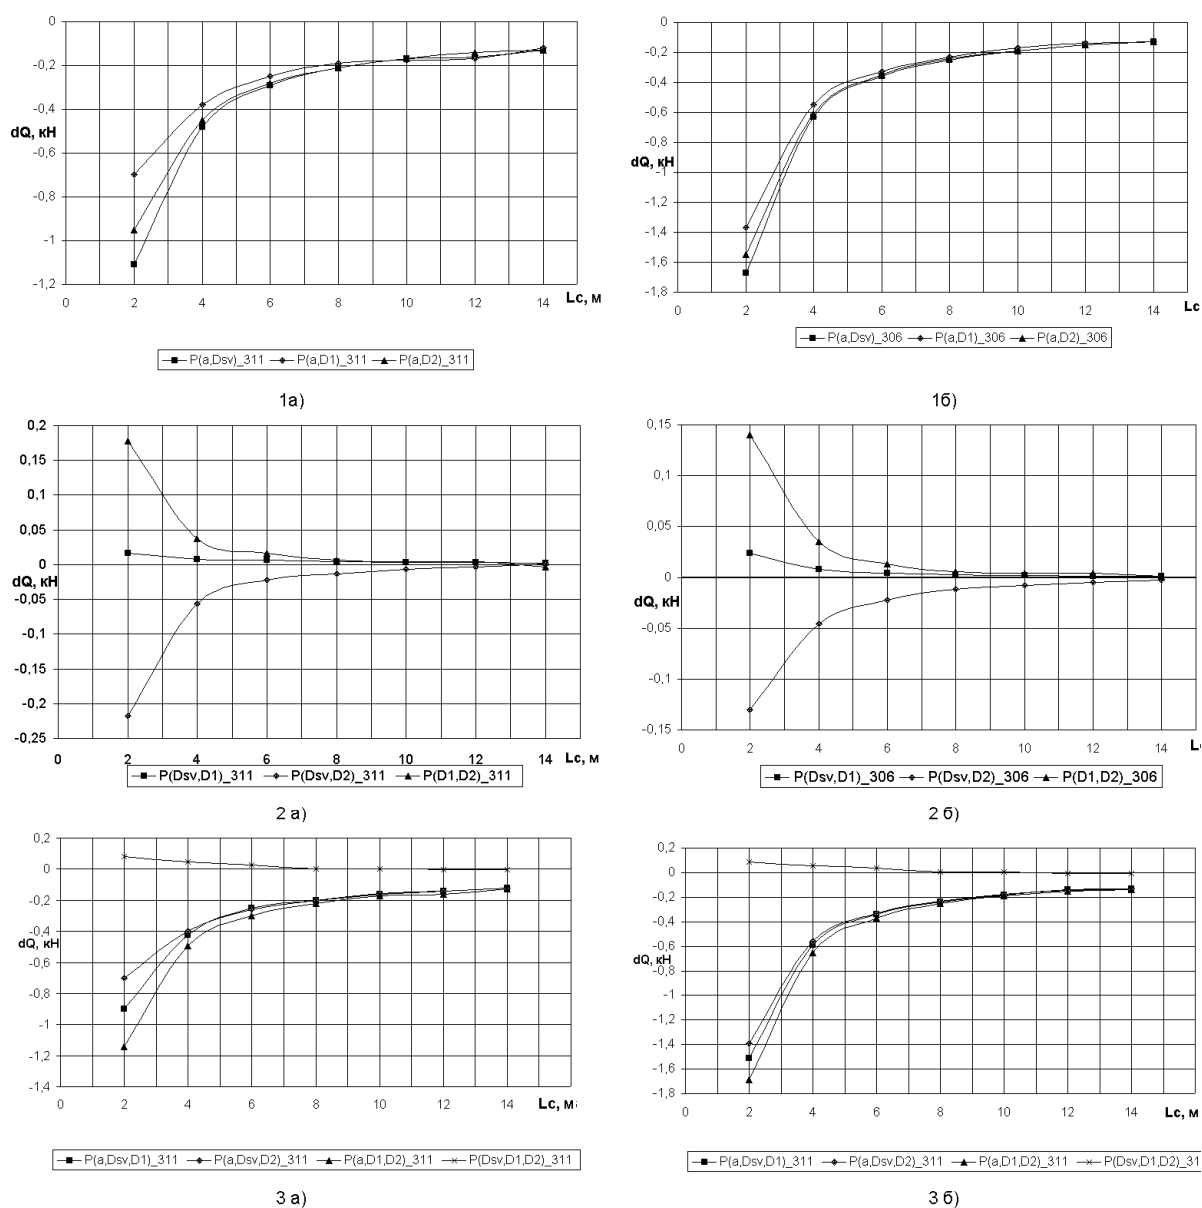 0
-0,2
-0,4
dQ, кН
-0,6
-0,8
-1
-1,2
0 2 4 6 8 10 12 14 Lc, м
P(a,Dsv)_311 P(a,D1)_311 P(a,D2)_311
1а)
0
-0,2
-0,4
-0,6
-0,8
dQ, кН
-1
-1,2
-1,4
-1,6
-1,8
0 2 4 6 8 10 12 14 Lc
P(a,Dsv)_306 P(a,D1)_306 P(a,D2)_306
1б)
0,2
0,15
0,1
0,05
0
dQ, кН
-0,05
-0,1
-0,15
-0,2
-0,25
0 2 4 6 8 10 12 14 Lc, м
P(Dsv,D1)_311 P(Dsv,D2)_311 P(D1,D2)_311
2 а)
0,15
0,1
0,05
0
dQ, кН
-0,05
-0,1
-0,15
0 2 4 6 8 10 12 14
P(Dsv,D1)_306 P(Dsv,D2)_306 P(D1,D2)_306
2 б)
0,2
0
-0,2
-0,4
dQ, кН
-0,6
-0,8
-1
-1,2
-1,4
0 2 4 6 8 10 12 14 Lc, м
P(a,Dsv,D1)_311 P(a,Dsv,D2)_311 P(a,D1,D2)_311 P(Dsv,D1,D2)_311
3 а)
0,2
0
-0,2
-0,4
-0,6
dQ, кН
-0,8
-1
-1,2
-1,4
-1,6
-1,8
0 2 4 6 8 10 12 14 Lc, м
P(a,Dsv,D1)_311 P(a,Dsv,D2)_311 P(a,D1,D2)_311 P(Dsv,D1,D2)_31
3 б)